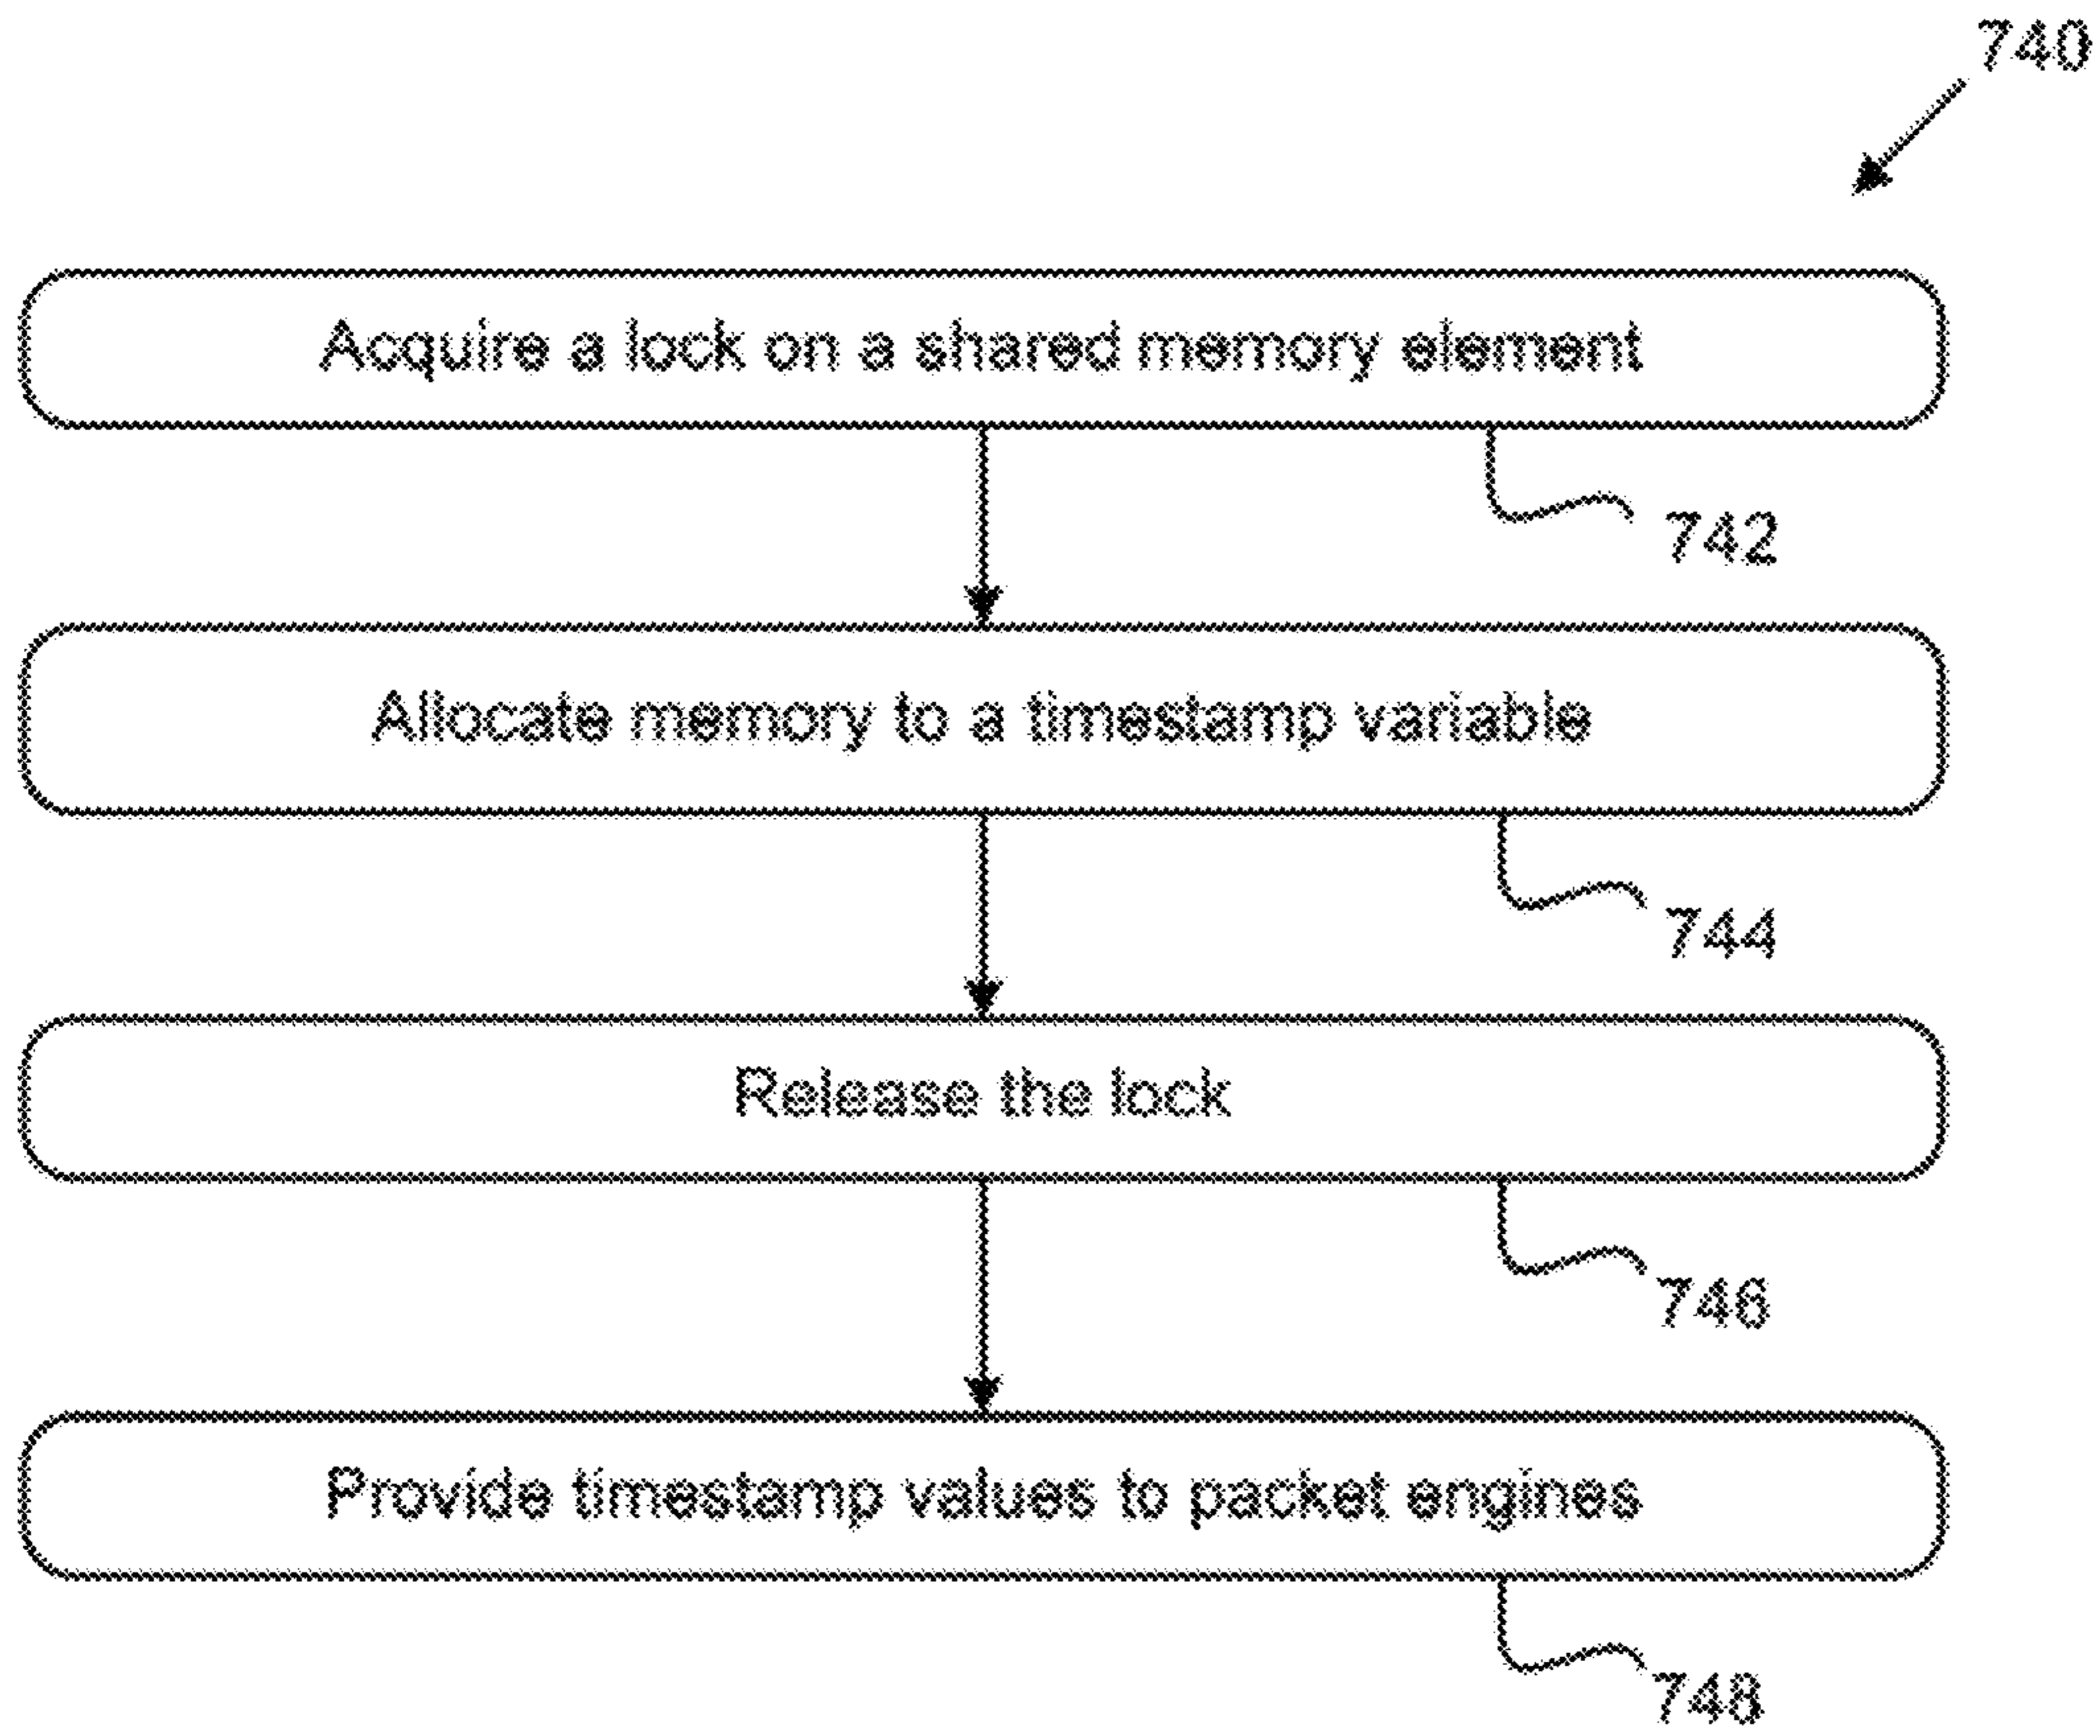 740
Acquire a lock on a shared memory element
742
Allocate memory to a timestamp variable
744
Release the lock
746
Provide timestamp values to packet engines
748